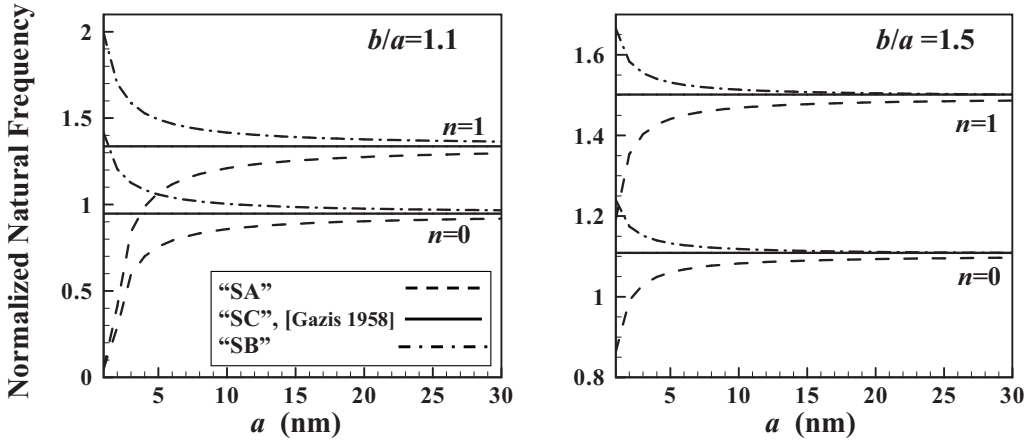 Normalized Natural Frequency
b/a=1.1
2
1.5
1
0.5
0
n=1
n=0
"SA"
"SC", [Gazis 1958]
"SB"
5 10 15 20 25 30
a (nm)
b/a =1.5
1.6
1.4
1.2
1
0.8
n=1
n=0
5 10 15 20 25 30
a (nm)